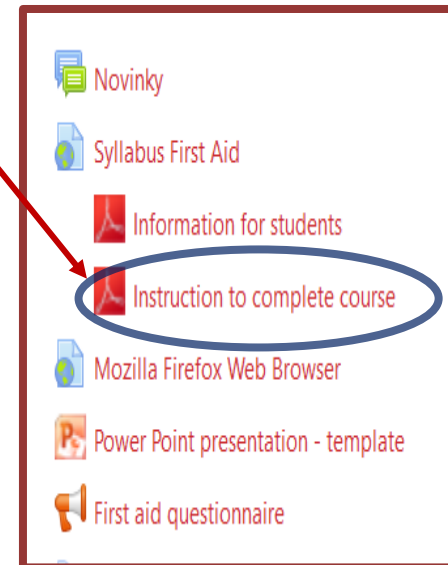 Novinky
Syllabus First Aid
Information for students
Instruction to complete course
Mozilla Firefox Web Browser
Power Point presentation - template
First aid questionnaire